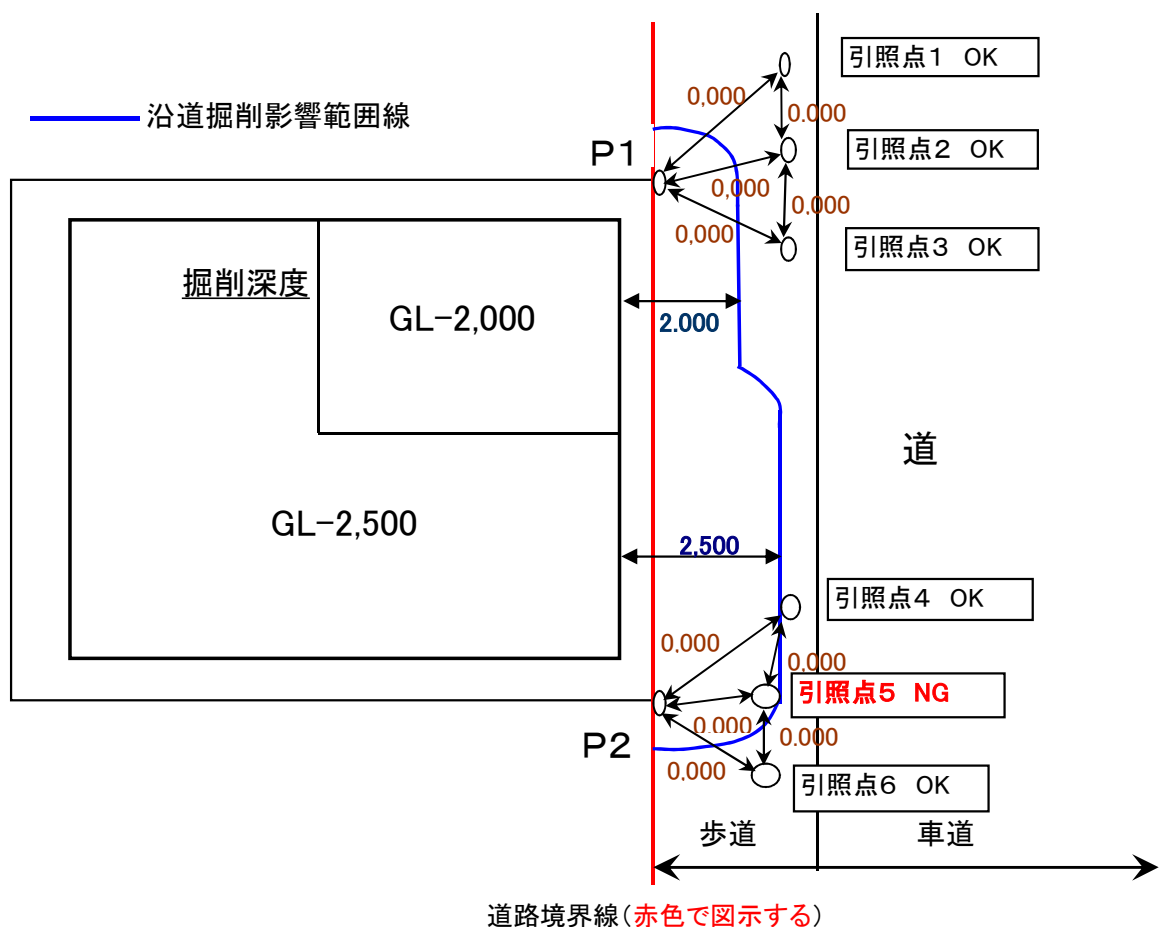 引照点1 OK
0,000
0.000
沿道掘削影響範囲線
P1
引照点2 OK
0,000
0.000
0,000
引照点3 OK
掘削深度
GL-2,000
2.000
道
GL-2,500
2,500
引照点4 OK
0,000
0,000
引照点5 NG
0.000
0.000
P2
0,000
引照点6 OK
歩道
車道
道路境界線(赤色で図示する)